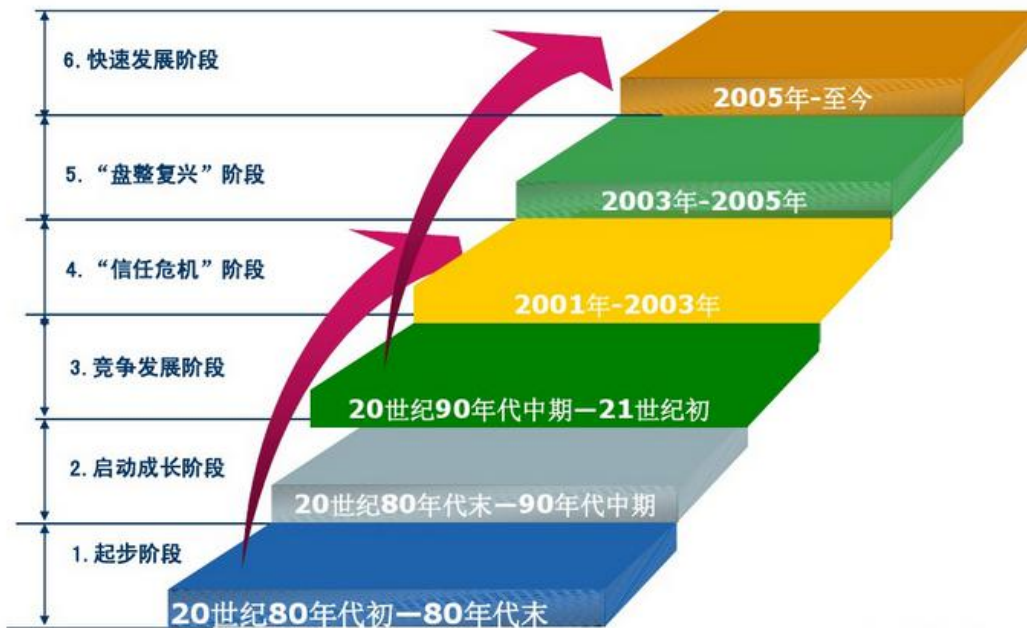 6.快速发展阶段
2005年-至今
5.“盘整复兴”阶段
2003年-2005年
4.“信任危机”阶段
2001年-2003年
3.竞争发展阶段
20世纪90年代中期—21世纪初
2.启动成长阶段
20世纪80年代末—90年代中期
1.起步阶段
20世纪80年代初—80年代末